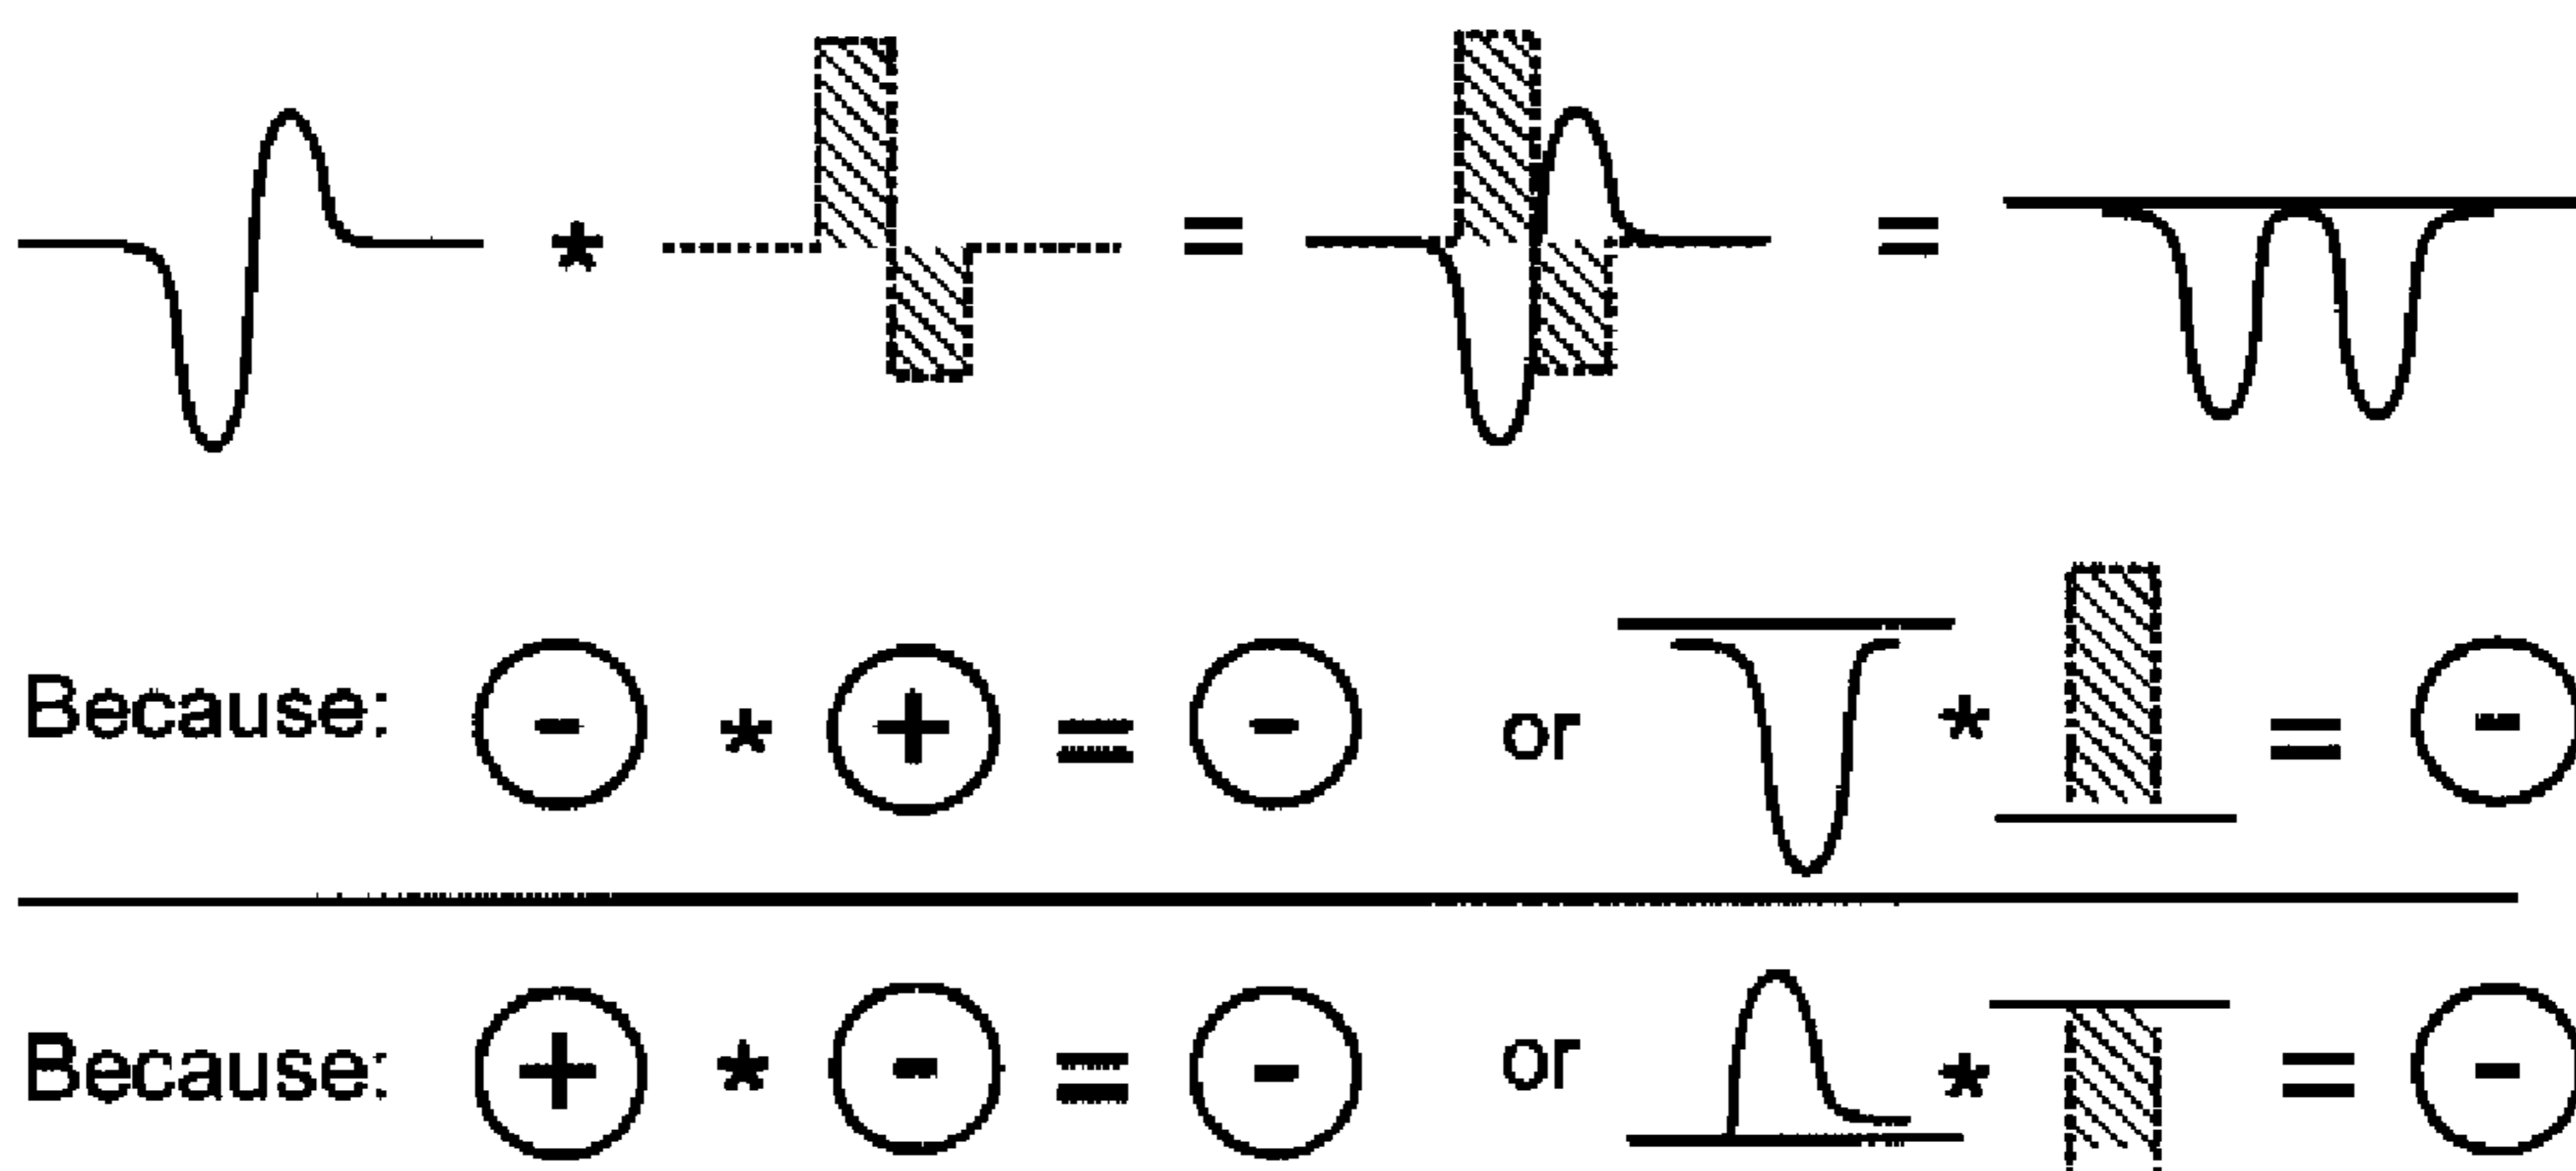 * = =
Because: - * + = - or * = -
Because: + * - = - or * = -